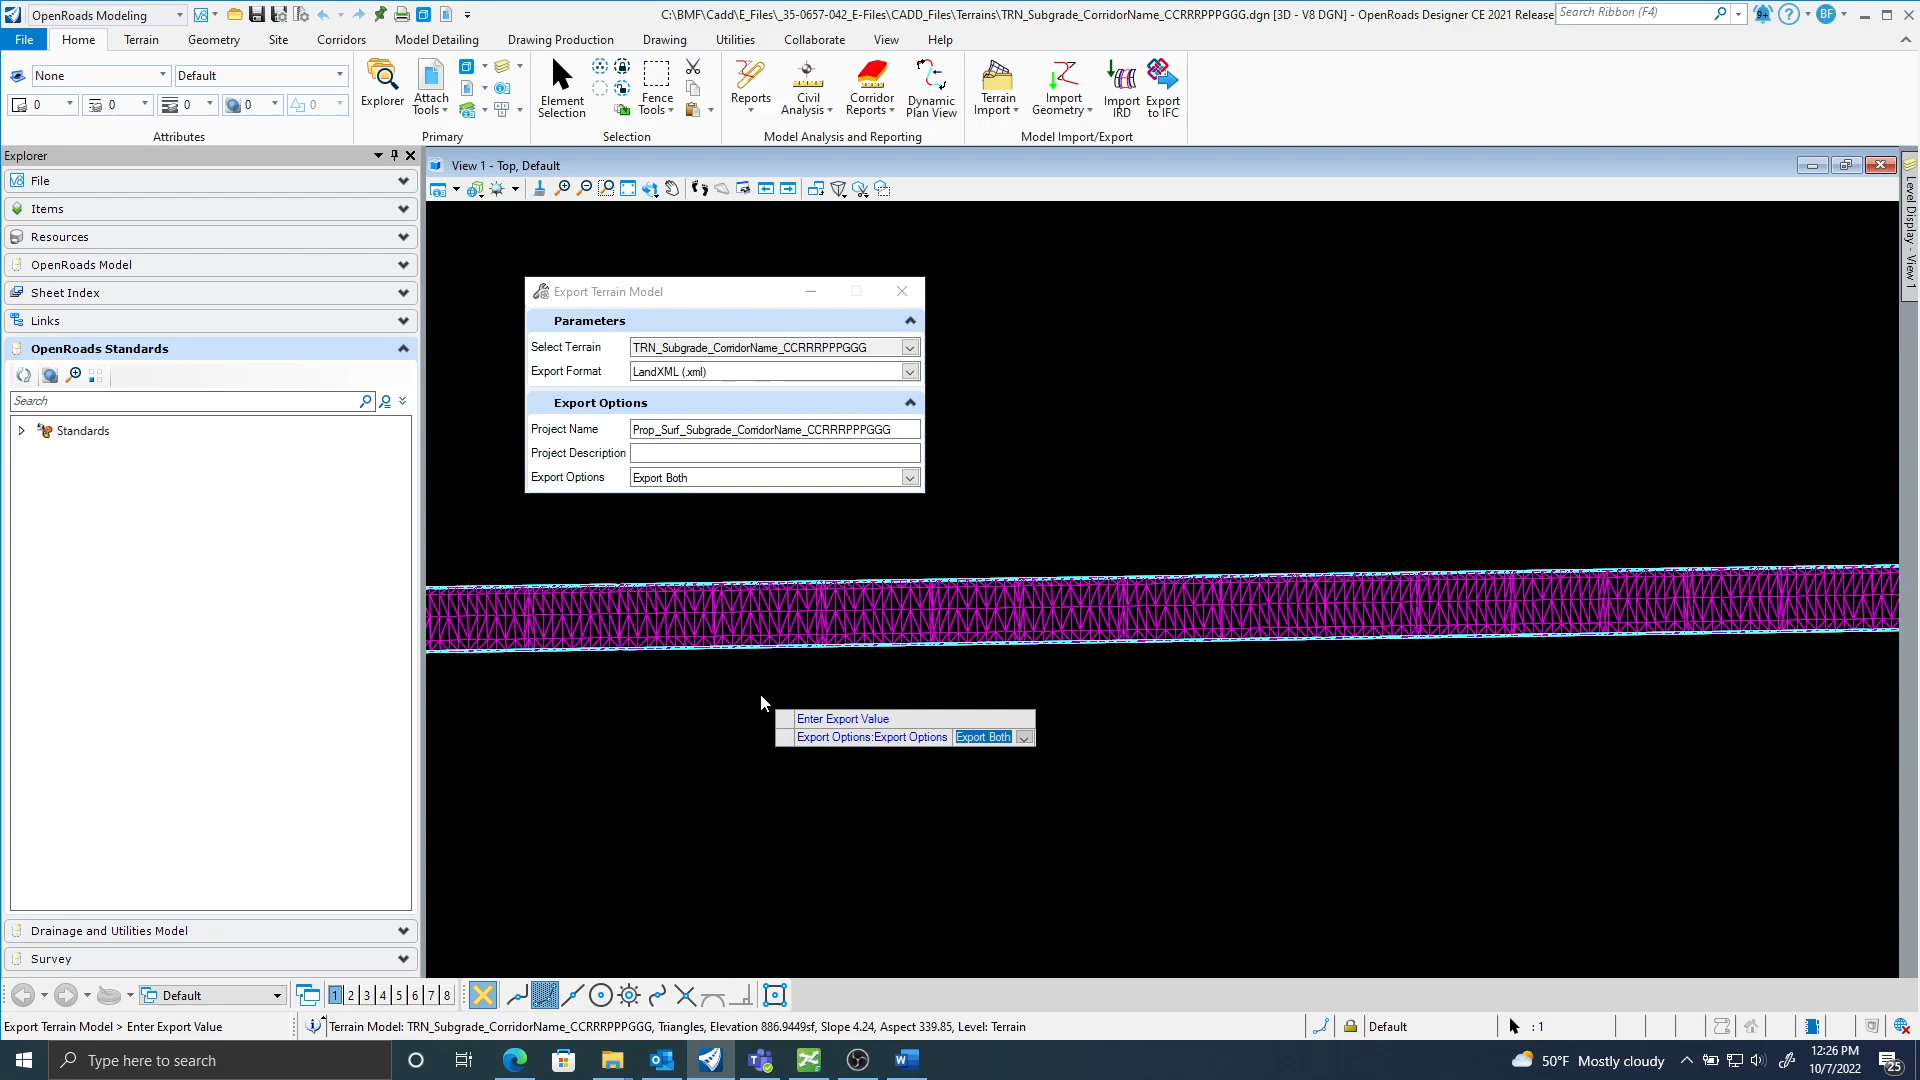 OpenRoads Modeling
C:\BMF\Cadd\E_Files\_35-0657-042_E-Files\CADD_Files\Terrains\TRN_Subgrade_CorridorName_CCRRRPPPGGG.dgn [3D - V8 DGN] - OpenRoads Designer CE 2021 Release
Search Ribbon (F4)
9+
BF
File
Home
Terrain
Geometry
Site
Corridors
Model Detailing
Drawing Production
Drawing
Utilities
Collaborate
View
Help
None
Default
0
0
0
0
0
Attributes
Explorer
Attach
Tools
Primary
Element
Selection
Fence
Tools
Selection
Reports
Civil
Analysis
Corridor
Reports
Dynamic
Plan View
Model Analysis and Reporting
Terrain
Import
Import
Geometry
Import
IRD
Export
to IFC
Model Import/Export
Explorer
File
Items
Resources
OpenRoads Model
Sheet Index
Links
OpenRoads Standards
Search
Standards
Drainage and Utilities Model
Survey
View 1 - Top, Default
Level Display - View 1
Export Terrain Model
Parameters
Select Terrain
TRN_Subgrade_CorridorName_CCRRRPPPGGG
Export Format
LandXML (.xml)
Export Options
Project Name
Prop_Surf_Subgrade_CorridorName_CCRRRPPPGGG
Project Description
Export Options
Export Both
Enter Export Value
Export Options:Export Options
Export Both
Default
1 2 3 4 5 6 7 8
Export Terrain Model > Enter Export Value
Terrain Model: TRN_Subgrade_CorridorName_CCRRRPPPGGG, Triangles, Elevation 886.9449sf, Slope 4.24, Aspect 339.85, Level: Terrain
Default
: 1
Type here to search
50°F Mostly cloudy
12:26 PM
10/7/2022
25